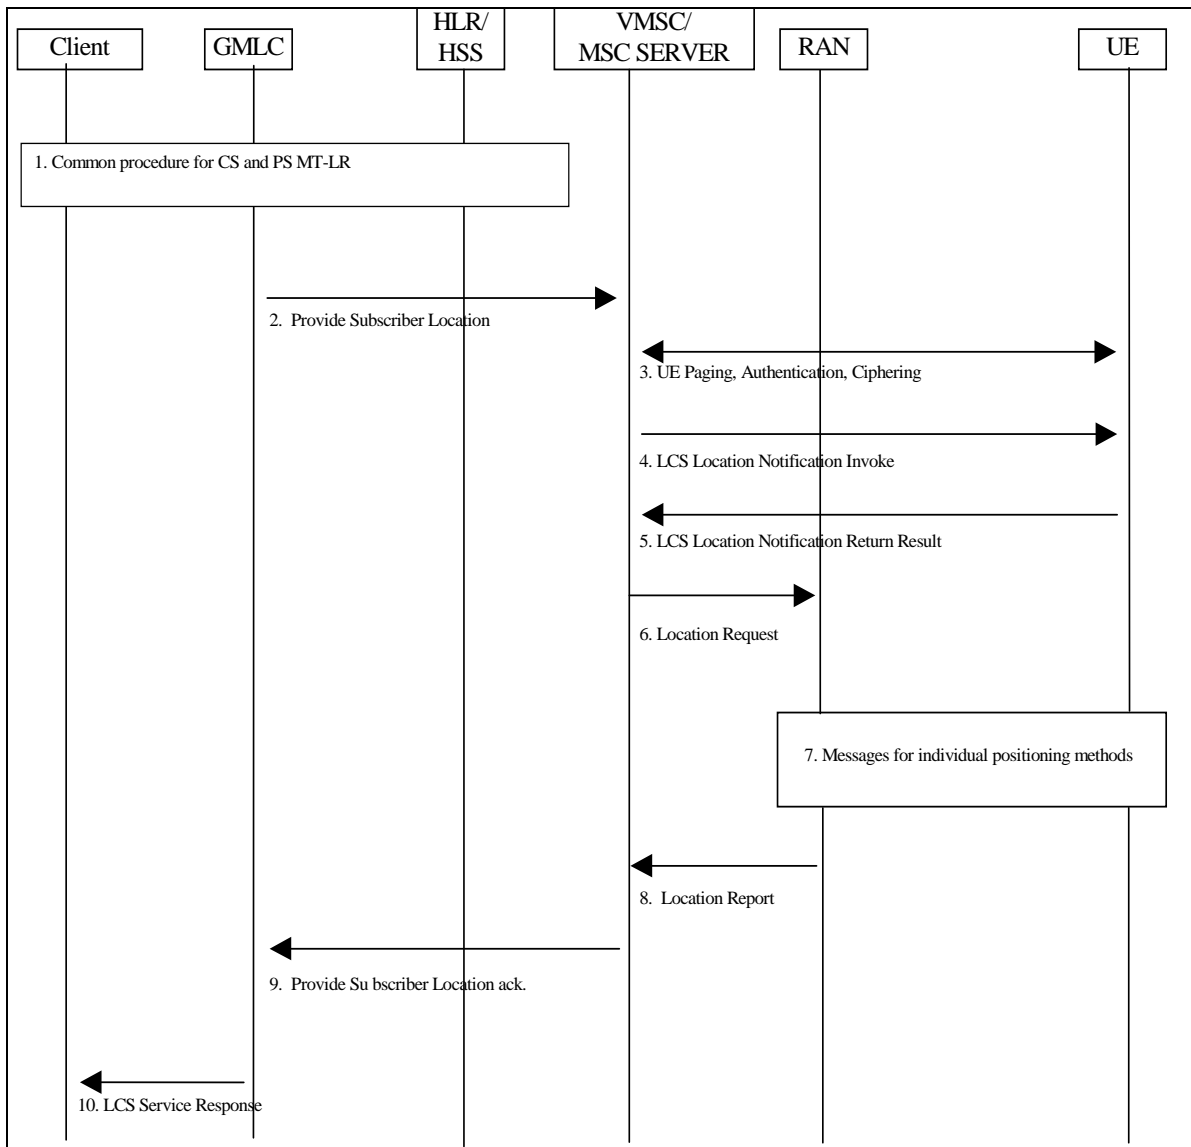 Client
GMLC
HLR/
HSS
VMSC/
MSC SERVER
RAN
UE
1. Common procedure for CS and PS MT-LR
2. Provide Subscriber Location
3. UE Paging, Authentication, Ciphering
4. LCS Location Notification Invoke
5. LCS Location Notification Return Result
6. Location Request
7. Messages for individual positioning methods
8. Location Report
9. Provide Su bscriber Location ack.
10. LCS Service Response